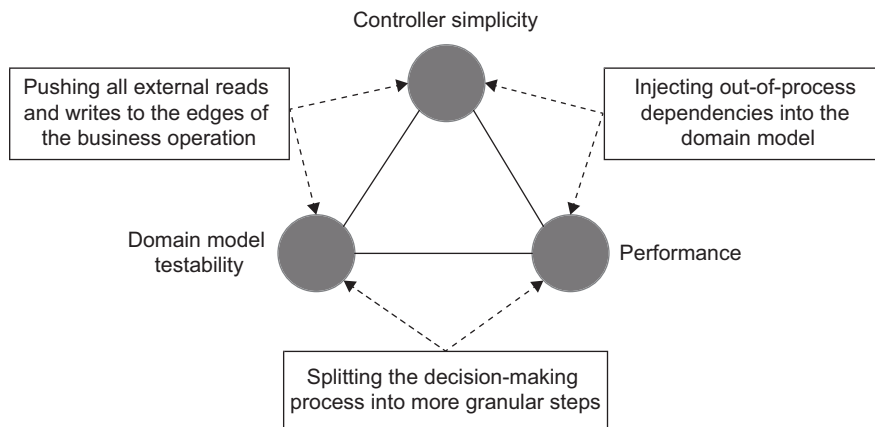 Controller simplicity
Pushing all external reads
and writes to the edges of
the business operation
Injecting out-of-process
dependencies into the
domain model
Domain model
testability
Performance
Splitting the decision-making
process into more granular steps